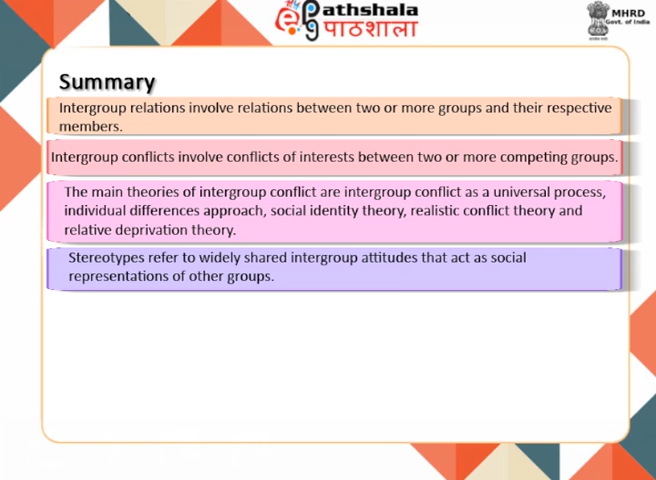 ePathshala
पाठशाला
MHRD
Govt. of India
Summary
Intergroup relations involve relations between two or more groups and their respective
members.
Intergroup conflicts involve conflicts of interests between two or more competing groups.
The main theories of intergroup conflict are intergroup conflict as a universal process,
individual differences approach, social identity theory, realistic conflict theory and
relative deprivation theory.
Stereotypes refer to widely shared intergroup attitudes that act as social
representations of other groups.